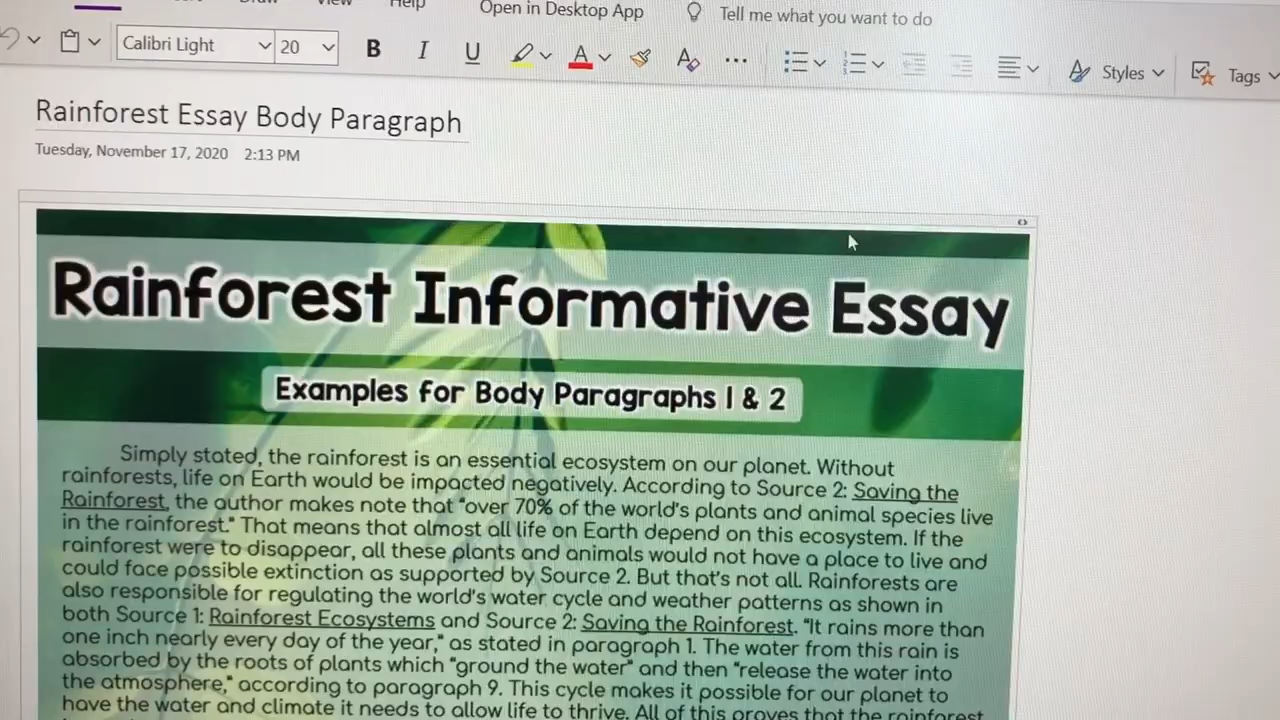 View
Help
Open in Desktop App
Tell me what you want to do
Calibri Light
20
B
I
U
A
A
Styles
Tags
Rainforest Essay Body Paragraph
Tuesday, November 17, 2020 2:13 PM
Rainforest Informative Essay
Examples for Body Paragraphs 1 & 2
Simply stated, the rainforest is an essential ecosystem on our planet. Without
rainforests, life on Earth would be impacted negatively. According to Source 2: Saving the
Rainforest, the author makes note that "over 70% of the world's plants and animal species live
in the rainforest." That means that almost all life on Earth depend on this ecosystem. If the
rainforest were to disappear, all these plants and animals would not have a place to live and
could face possible extinction as supported by Source 2. But that's not all. Rainforests are
also responsible for regulating the world's water cycle and weather patterns as shown in
both Source 1: Rainforest Ecosystems and Source 2: Saving the Rainforest. "It rains more than
one inch nearly every day of the year," as stated in paragraph 1. The water from this rain is
absorbed by the roots of plants which "ground the water" and then "release the water into
the atmosphere," according to paragraph 9. This cycle makes it possible for our planet to
have the water and climate it needs to allow life to thrive. All of this proves that the rainforest